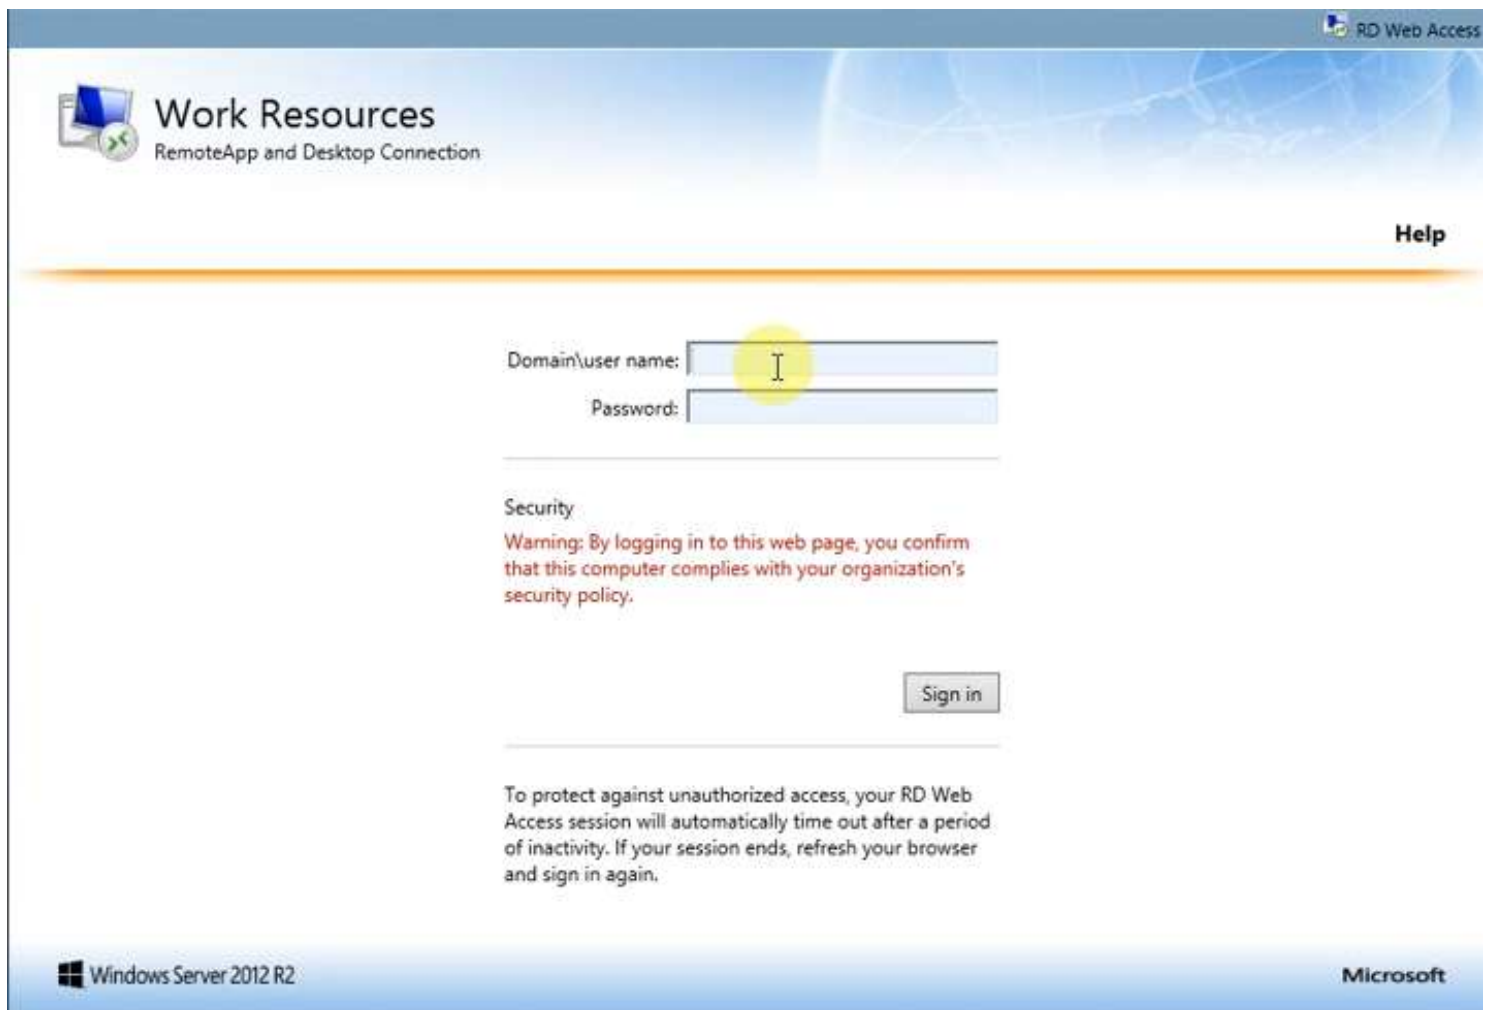 RD Web Access
Work Resources
RemoteApp and Desktop Connection
Help
Domain\user name:
Password:
Security
Warning: By logging in to this web page, you confirm
that this computer complies with your organization's
security policy.
Sign in
To protect against unauthorized access, your RD Web
Access session will automatically time out after a period
of inactivity. If your session ends, refresh your browser
and sign in again.
Windows Server 2012 R2
Microsoft